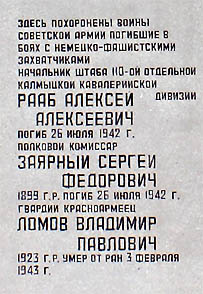 ЗДЕСЬ ПОХОРОНЕНЫ ВОИНЫ
СОВЕТСКОЙ АРМИИ ПОГИБШИЕ В
БОЯХ С НЕМЕЦКО-ФАШИСТСКИМИ
ЗАХВАТЧИКАМИ
НАЧАЛЬНИК ШТАБА 110-ОЙ ОТДЕЛЬНОЙ
КАЛМЫЦКОЙ КАВАЛЕРИЙСКОЙ
РААБ АЛЕКСЕЙ ДИВИЗИИ
АЛЕКСЕЕВИЧ
ПОГИБ 26 ИЮЛЯ 1942 Г.
ПОЛКОВОЙ КОМИССАР
ЗАЯРНЫЙ СЕРГЕЙ
ФЕДОРОВИЧ
1899 Г.Р. ПОГИБ 26 ИЮЛЯ 1942 Г.
ГВАРДИИ КРАСНОАРМЕЕЦ
ЛОМОВ ВЛАДИМИР
ПАВЛОВИЧ
1923 Г.Р. УМЕР ОТ РАН 3 ФЕВРАЛЯ
1943 Г.